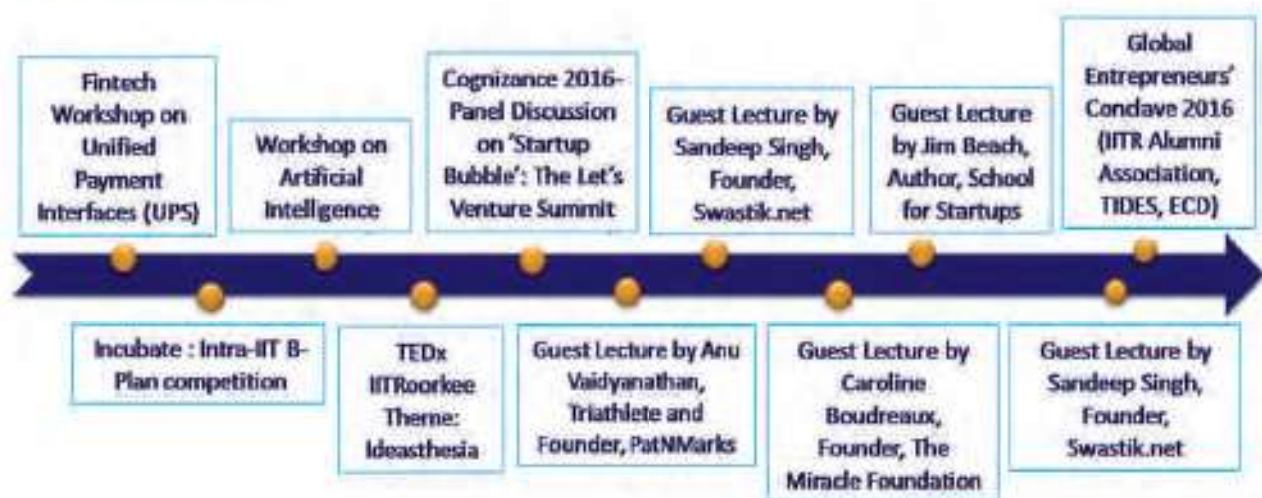 Fintech
Workshop on
Unified
Payment
Interfaces (UPS)
Workshop on
Artificial
Intelligence
Cognizance 2016-
Panel Discussion
on 'Startup
Bubble': The Let's
Venture Summit
Guest Lecture by
Sandeep Singh,
Founder,
Swastik.net
Guest Lecture
by Jim Beach,
Author, School
for Startups
Global
Entrepreneurs'
Conclave 2016
(IITR Alumni
Association,
TIDES, ECD)
Incubate : Intra-IIT B-
Plan competition
TEDx
IITRoorkee
Theme:
Ideasthesia
Guest Lecture by Anu
Vaidyanathan,
Triathlete and
Founder, PatNMarks
Guest Lecture by
Caroline
Boudreaux,
Founder, The
Miracle Foundation
Guest Lecture by
Sandeep Singh,
Founder,
Swastik.net